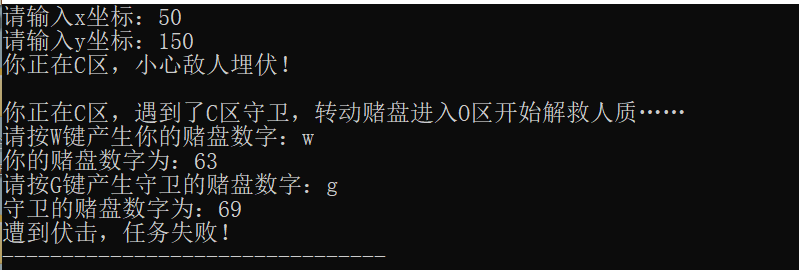 请输入x坐标：50
请输入y坐标：150
你正在C区，小心敌人埋伏！
你正在C区，遇到了C区守卫，转动赌盘进入O区开始解救人质……
请按W键产生你的赌盘数字：w
你的赌盘数字为：63
请按G键产生守卫的赌盘数字：g
守卫的赌盘数字为：69
遭到伏击，任务失败！
--------------------------------